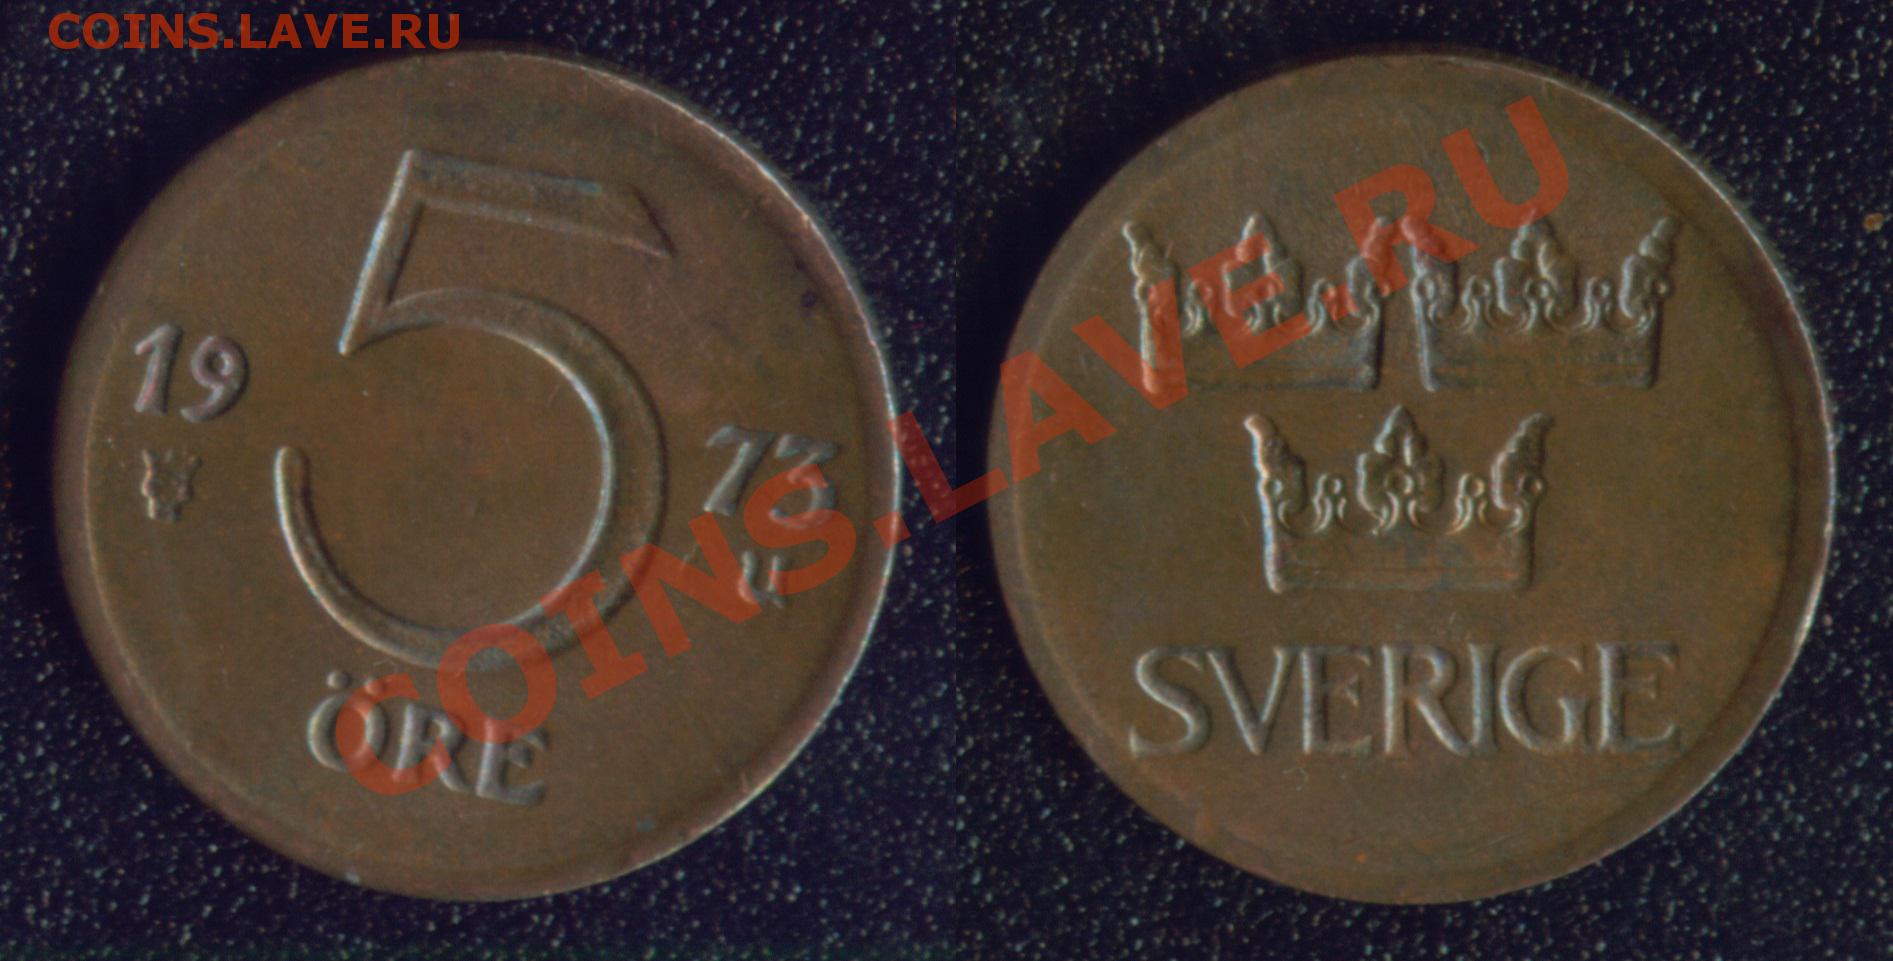 COINS.LAVE.RU
5
19 73
U
ÖRE
SVERIGE
COINS.LAVE.RU